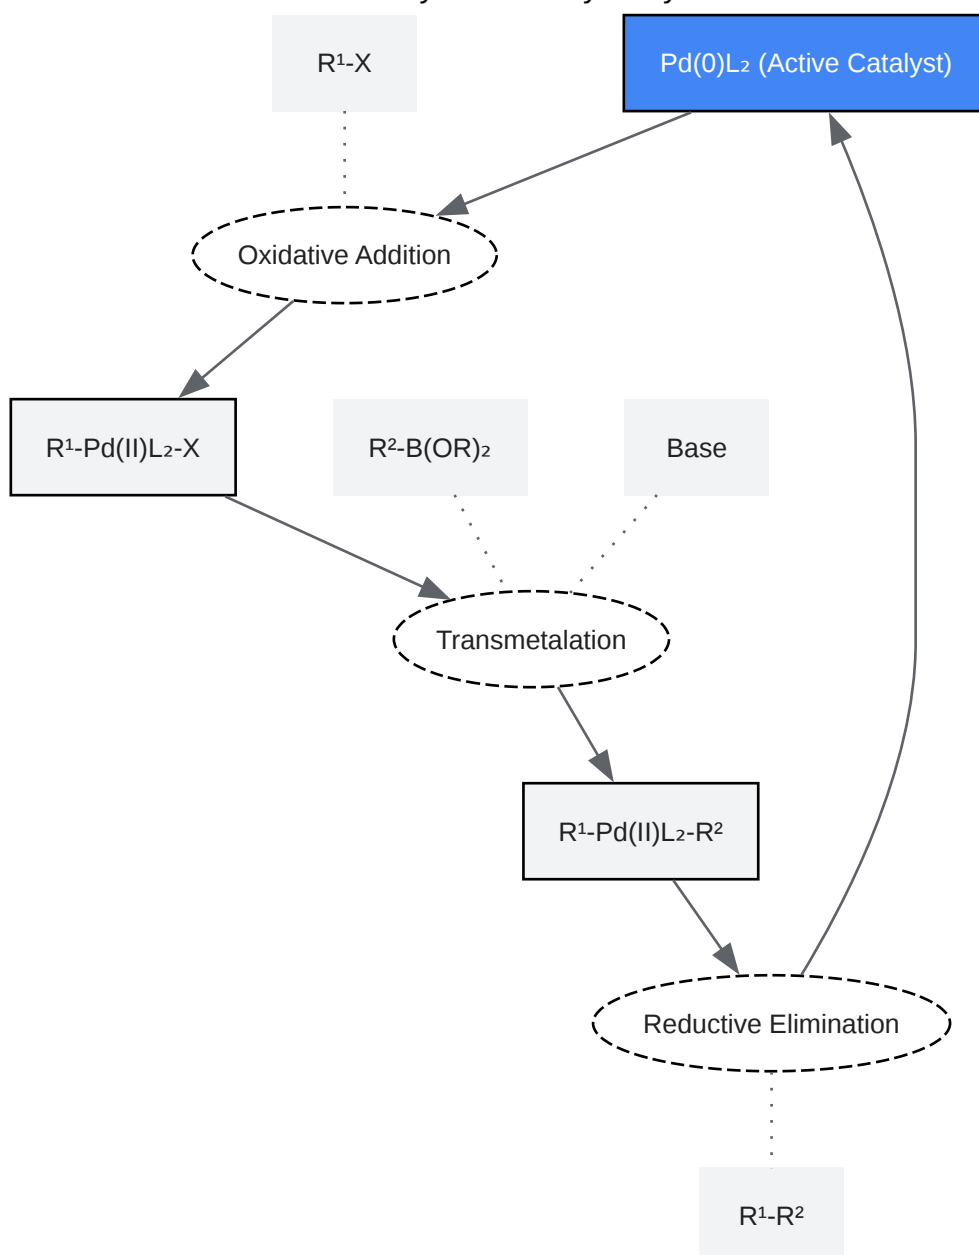 R¹-X
Pd(0)L₂ (Active Catalyst)
Oxidative Addition
R¹-Pd(II)L₂-X
R²-B(OR)₂
Base
Transmetalation
R¹-Pd(II)L₂-R²
Reductive Elimination
R¹-R²